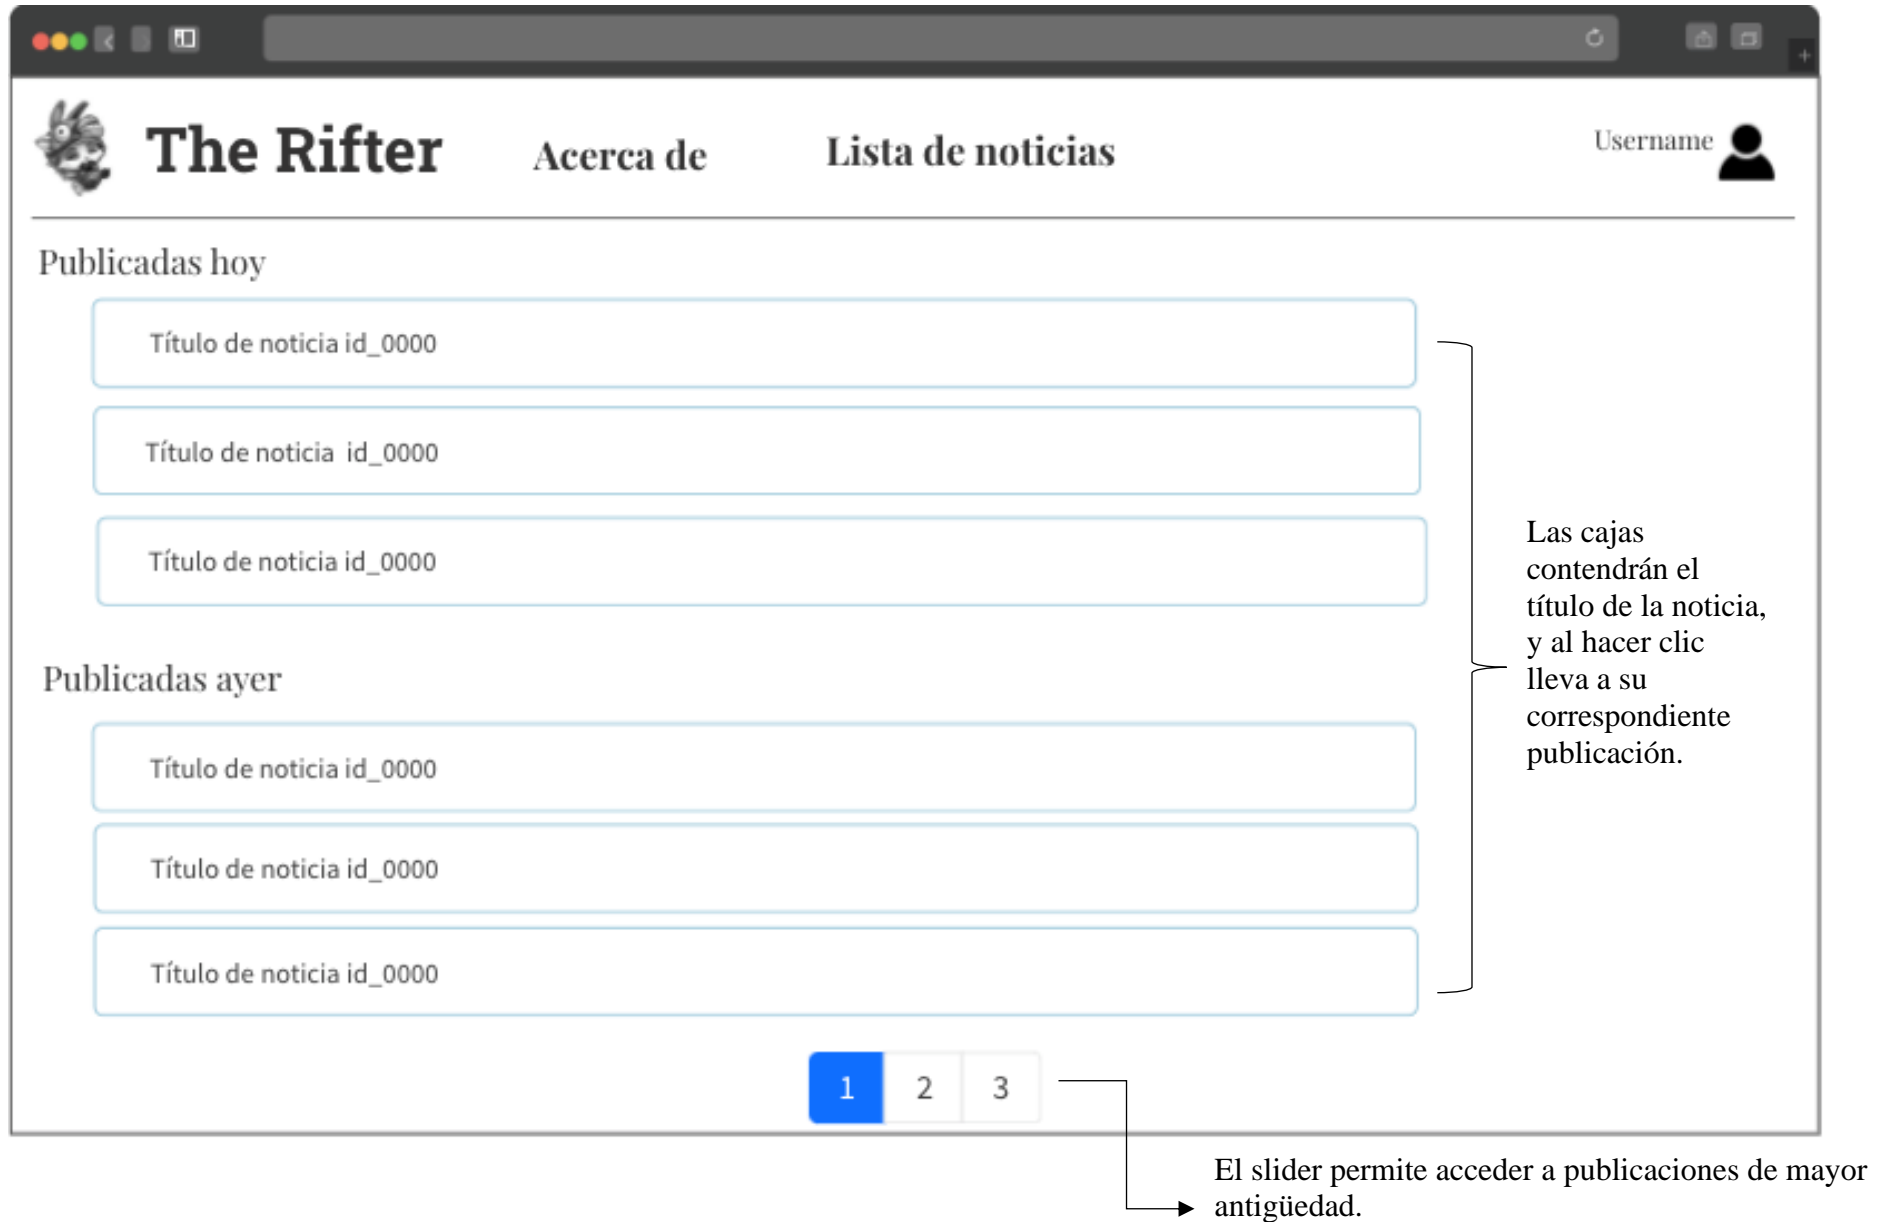 The Rifter
Acerca de
Lista de noticias
Username
Publicadas hoy
Título de noticia id_0000
Título de noticia id_0000
Título de noticia id_0000
Publicadas ayer
Título de noticia id_0000
Título de noticia id_0000
Título de noticia id_0000
Las cajas
contendrán el
título de la noticia,
y al hacer clic
lleva a su
correspondiente
publicación.
1 2 3
El slider permite acceder a publicaciones de mayor
antigüedad.